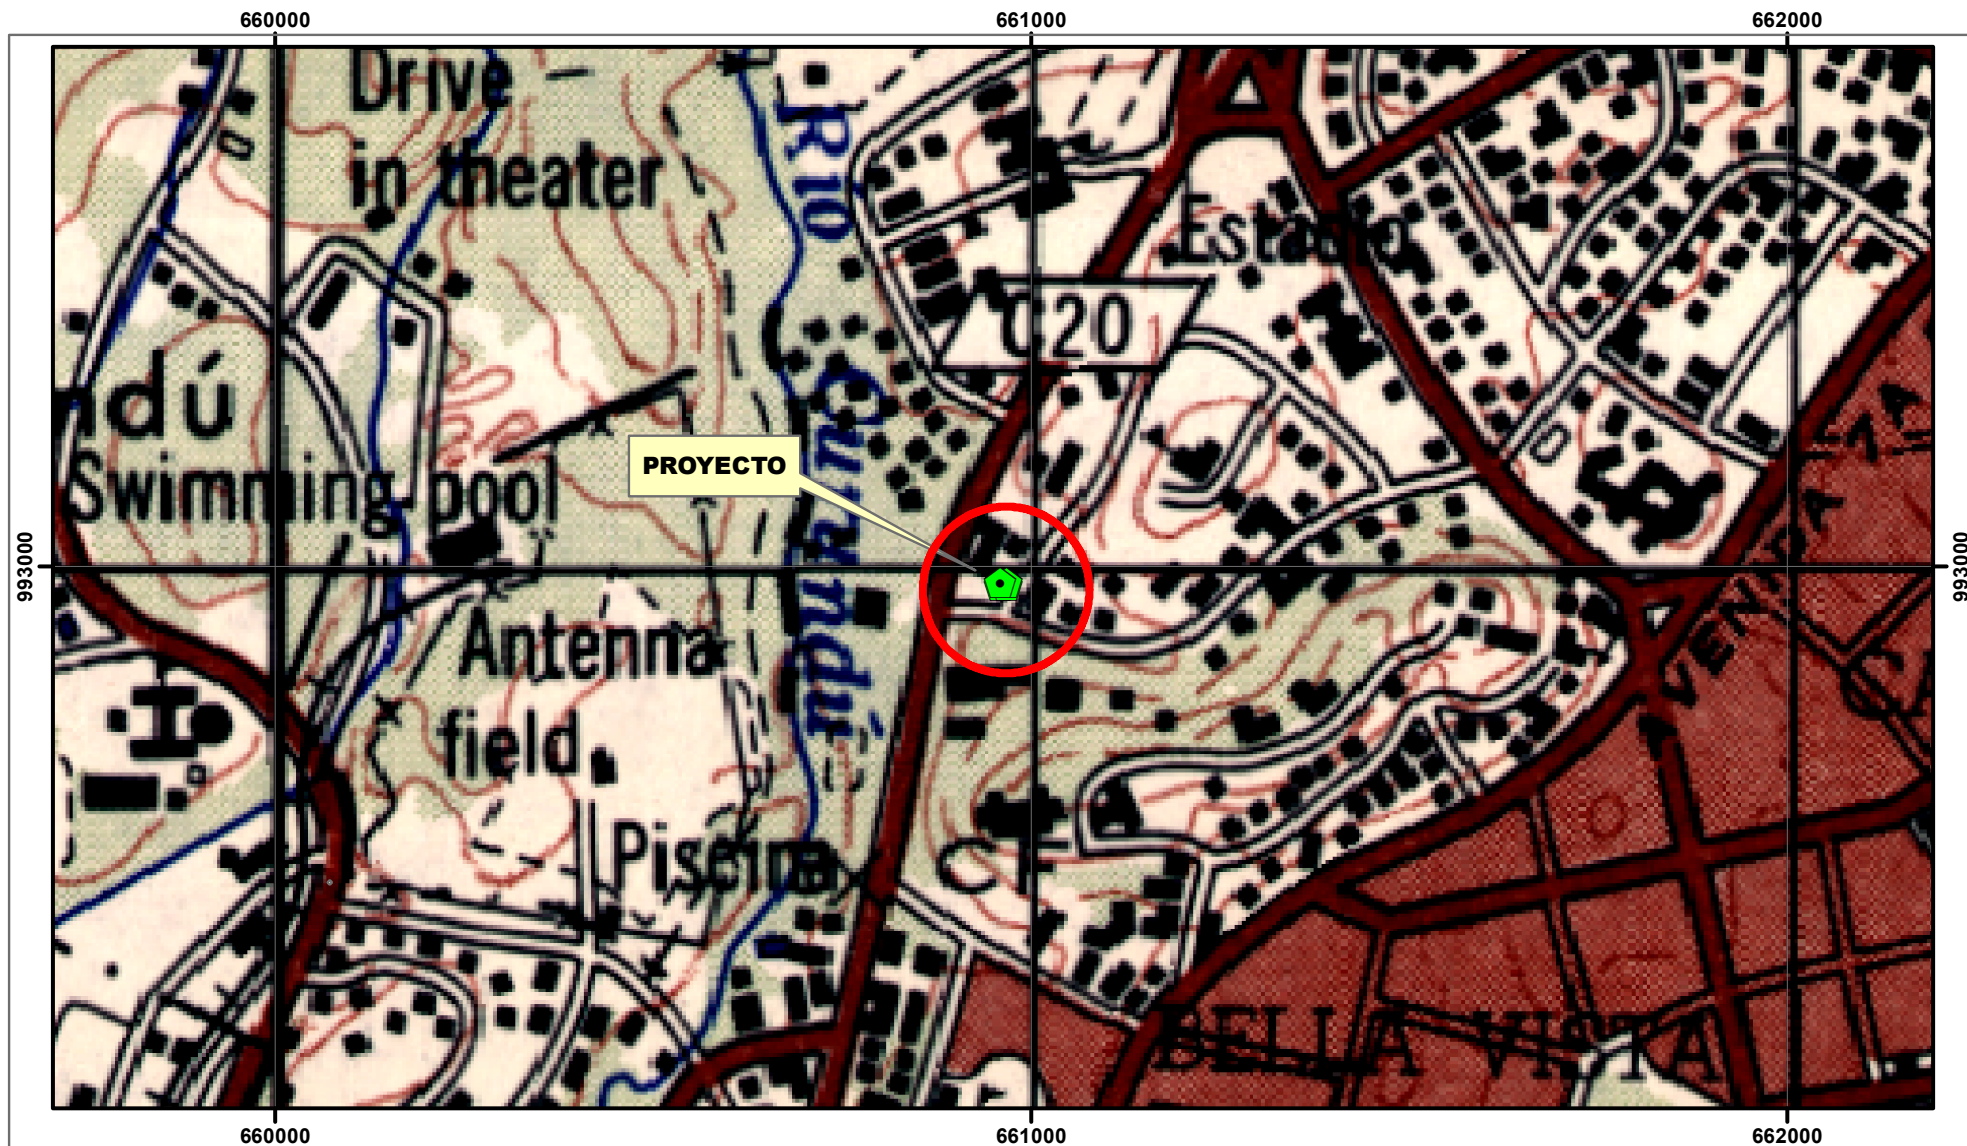 660000
661000
662000
Drive
in theater
Río
Estadio
C20
ndú
Curundú
PROYECTO
Swimming pool
993000
993000
Antenna
field
AVENIDA
Piscina
BELLA VISTA
660000
661000
662000